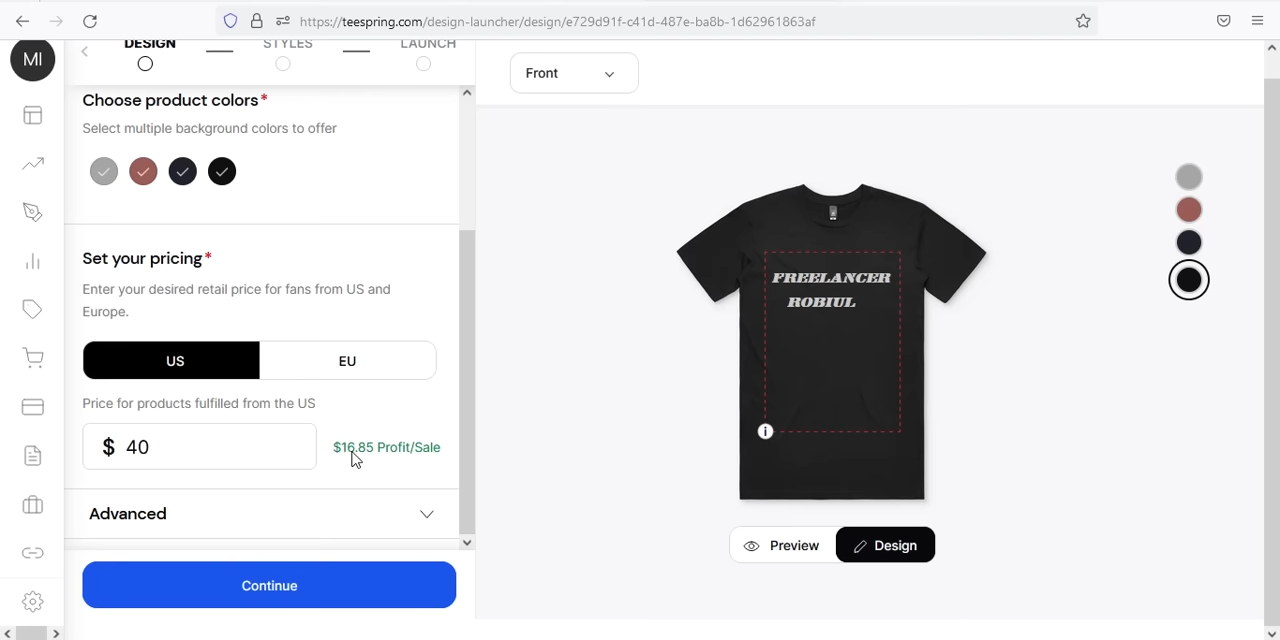 https://teespring.com/design-launcher/design/e729d91f-c41d-487e-ba8b-1d62961863af
MI
DESIGN
STYLES
LAUNCH
Front
Choose product colors*
Select multiple background colors to offer
Set your pricing*
Enter your desired retail price for fans from US and
Europe.
US
EU
Price for products fulfilled from the US
$ 40
$16.85 Profit/Sale
Advanced
Continue
FREELANCER
ROBIUL
i
Preview
Design